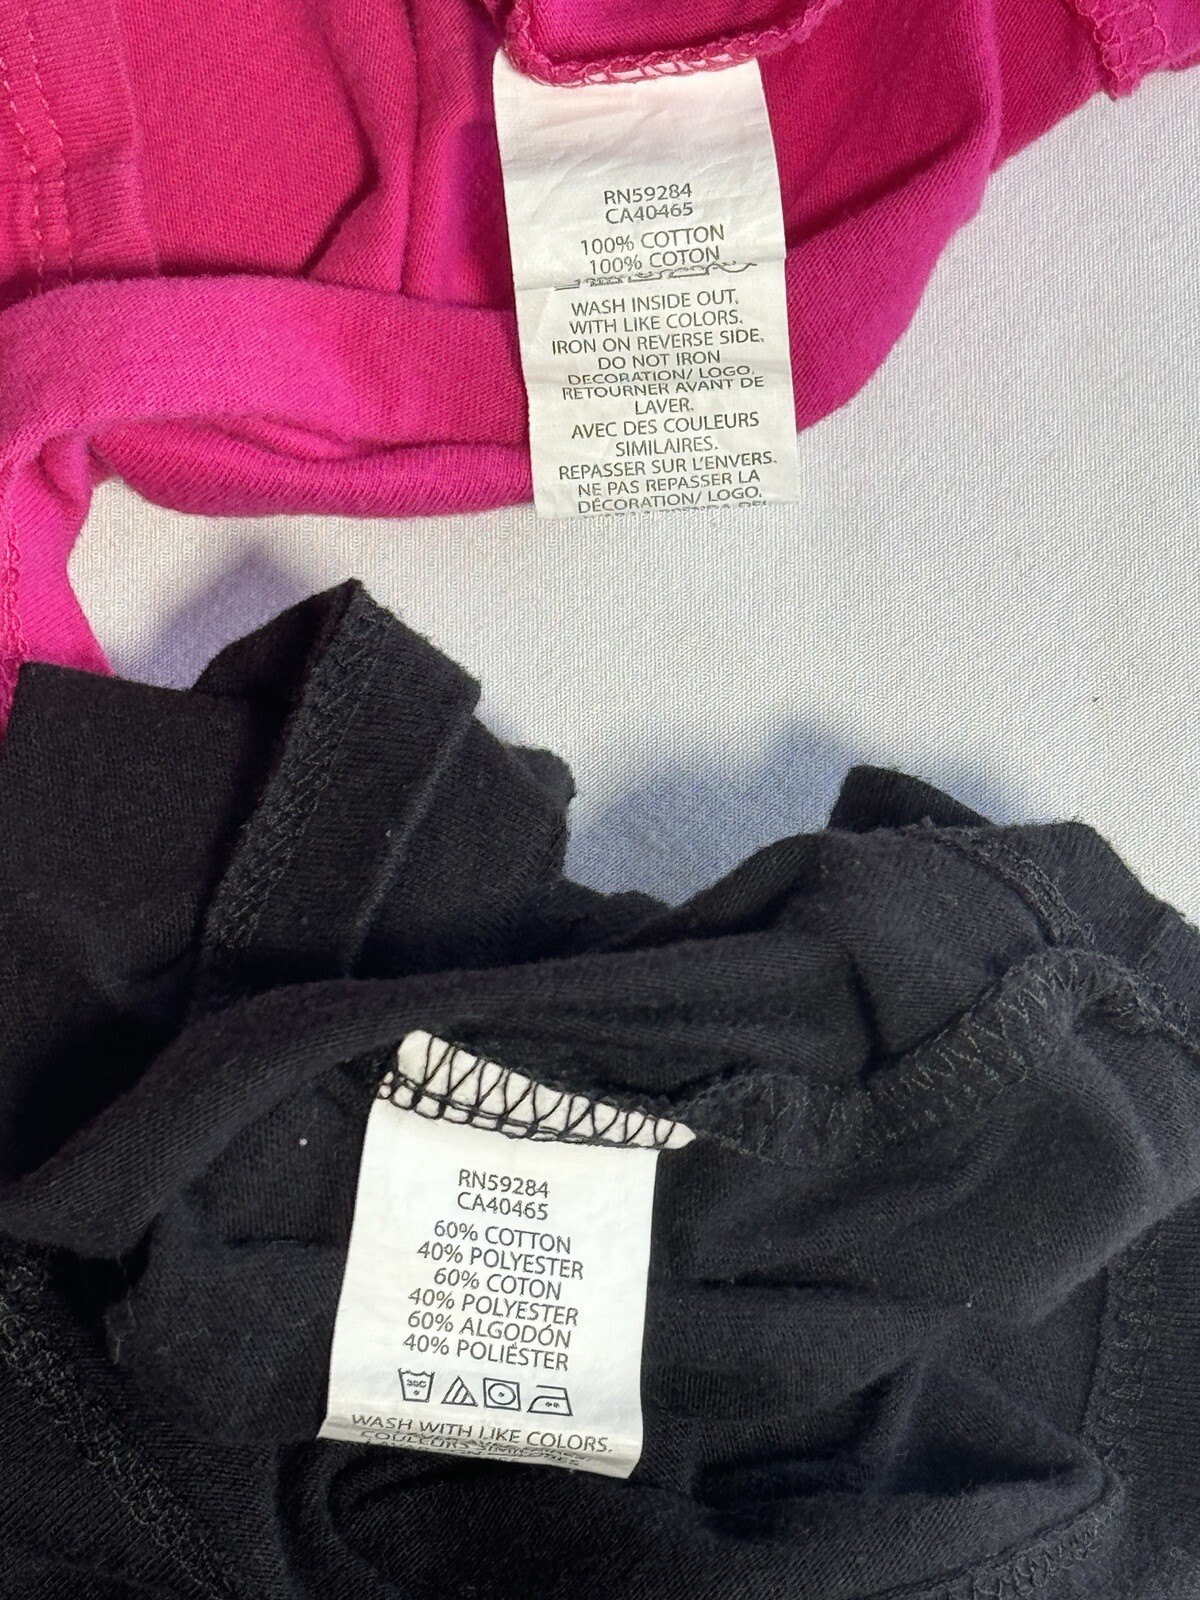 RN59284
CA40465
100% COTTON
100% COTON
WASH INSIDE OUT,
WITH LIKE COLORS.
IRON ON REVERSE SIDE.
DO NOT IRON
DECORATION/ LOGO.
RETOURNER AVANT DE
LAVER.
AVEC DES COULEURS
SIMILAIRES.
REPASSER SUR L'ENVERS.
NE PAS REPASSER LA
DÉCORATION/ LOGO.
RN59284
CA40465
60% COTTON
40% POLYESTER
60% COTON
40% POLYESTER
60% ALGODÓN
40% POLIÉSTER
30C
WASH WITH LIKE COLORS.